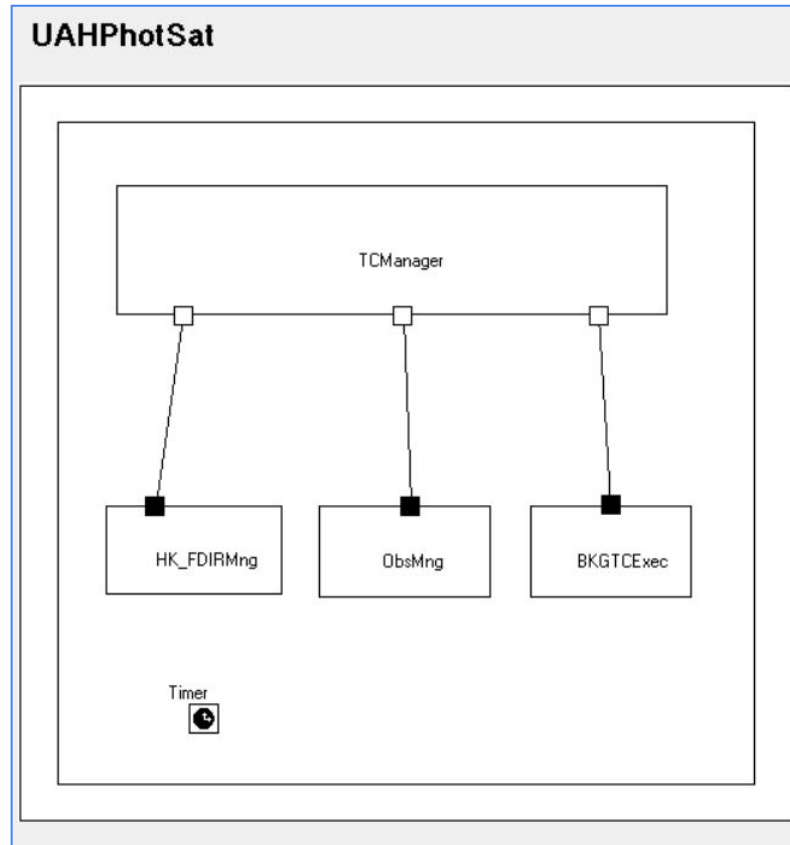 UAHPhotSat
TCManager
HK_FDIRMng
ObsMng
BKGTCExec
Timer